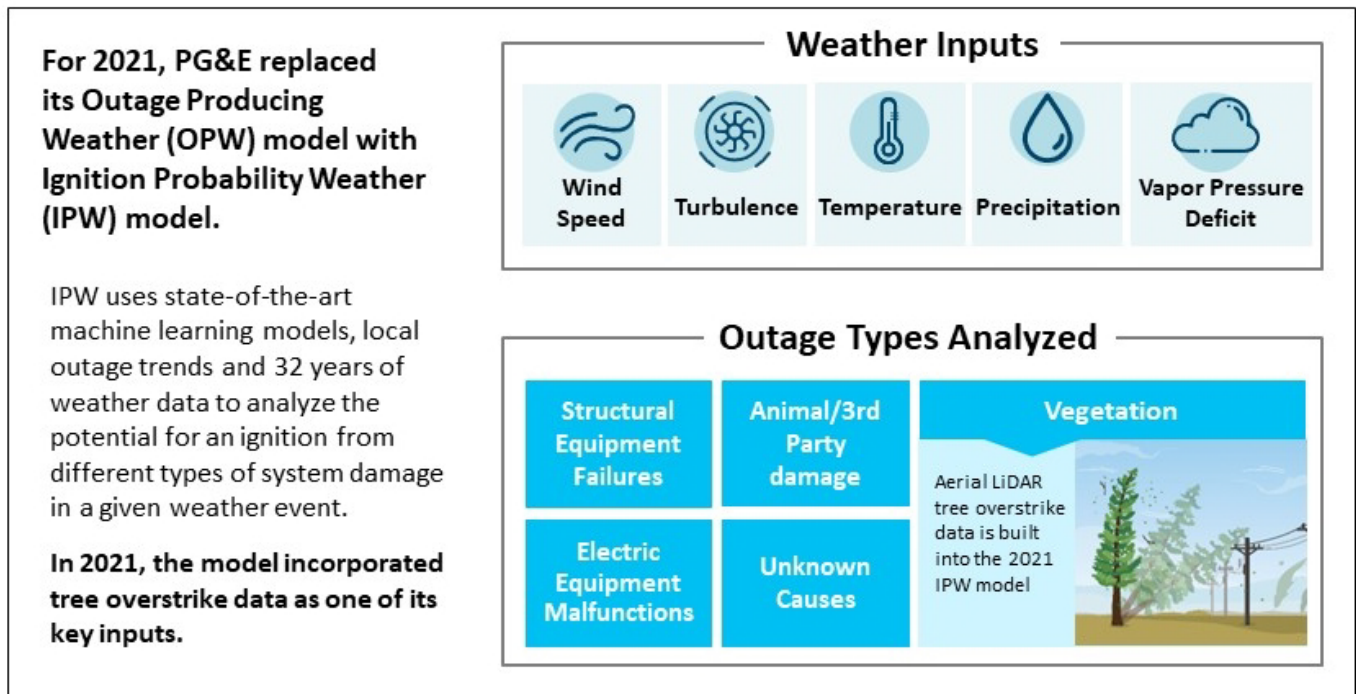 For 2021, PG&E replaced
its Outage Producing
Weather (OPW) model with
Ignition Probability Weather
(IPW) model.
IPW uses state-of-the-art
machine learning models, local
outage trends and 32 years of
weather data to analyze the
potential for an ignition from
different types of system damage
in a given weather event.
In 2021, the model incorporated
tree overstrike data as one of its
key inputs.
Weather Inputs
Wind
Speed
Turbulence
Temperature
Precipitation
Vapor Pressure
Deficit
Outage Types Analyzed
Structural
Equipment
Failures
Animal/3rd
Party
damage
Vegetation
Aerial LiDAR
tree overstrike
data is built
into the 2021
IPW model
Electric
Equipment
Malfunctions
Unknown
Causes